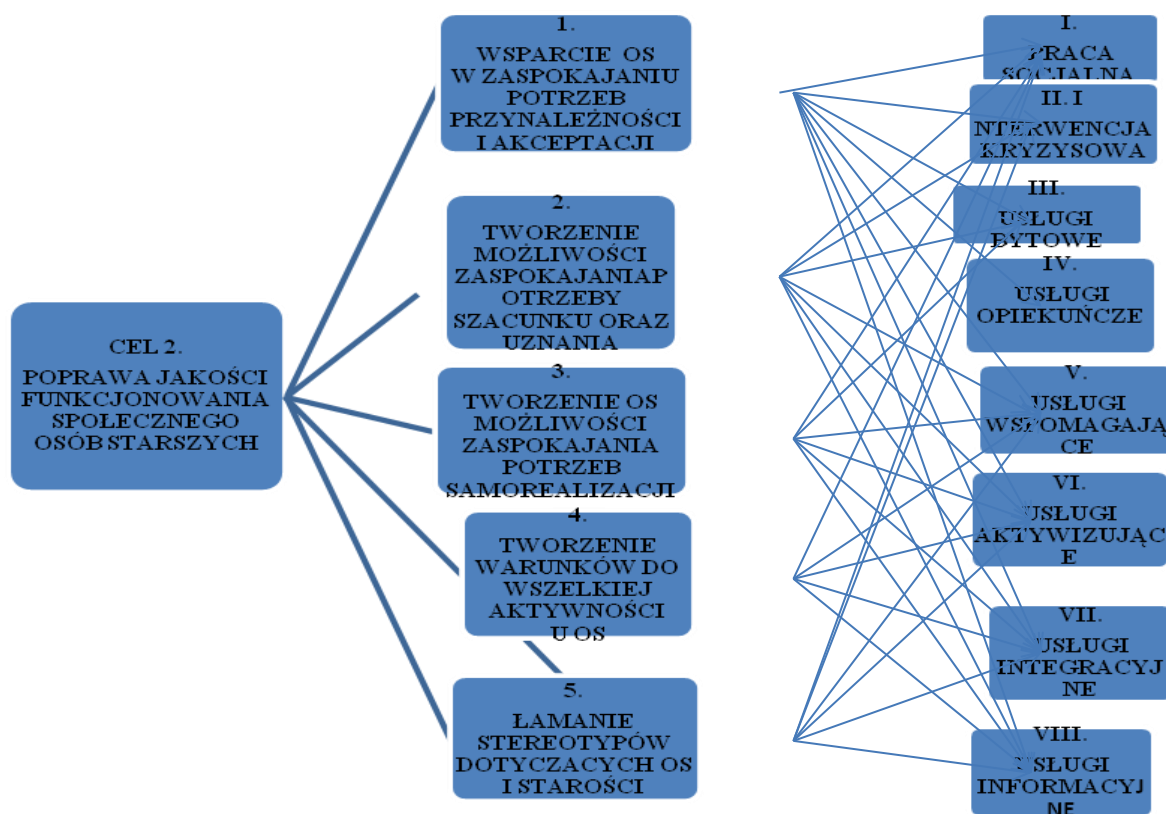 CEL 2.
POPRAWA JAKOŚCI
FUNKCJONOWANIA
SPOŁECZNEGO
OSÓB STARSZYCH
1.
WSPARCIE OS
W ZASPOKAJANIU
POTRZEB
PRZYNALEŻNOŚCI
I AKCEPTACJI
2.
TWORZENIE
MOŻLIWOŚCI
ZASPOKAJANIAP
OTRZEBY
SZACUNKU ORAZ
UZNANIA
3.
TWORZENIE OS
MOŻLIWOŚCI
ZASPOKAJANIA
POTRZEB
SAMOREALIZACJI
4.
TWORZENIE
WARUNKÓW DO
WSZELKIEJ
AKTYWNOŚCI
U OS
5.
ŁAMANIE
STEREOTYPÓW
DOTYCZACYCH OS
I STAROŚCI
I.
PRACA
SOCJALNA
II. I
NTERWENCJA
KRYZYSOWA
III.
USŁUGI
BYTOWE
IV.
USŁUGI
OPIEKUŃCZE
V.
USŁUGI
WSPOMAGAJĄ
CE
VI.
USŁUGI
AKTYWIZUJĄC
E
VII.
USŁUGI
INTEGRACYJ
NE
VIII.
USŁUGI
INFORMACYJ
NE